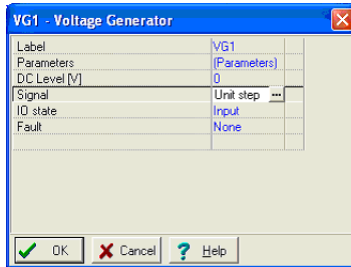 VG1 - Voltage Generator
Label VG1
Parameters (Parameters)
DC Level [V] 0
Signal Unit step ...
IO state Input
Fault None
OK Cancel ? Help